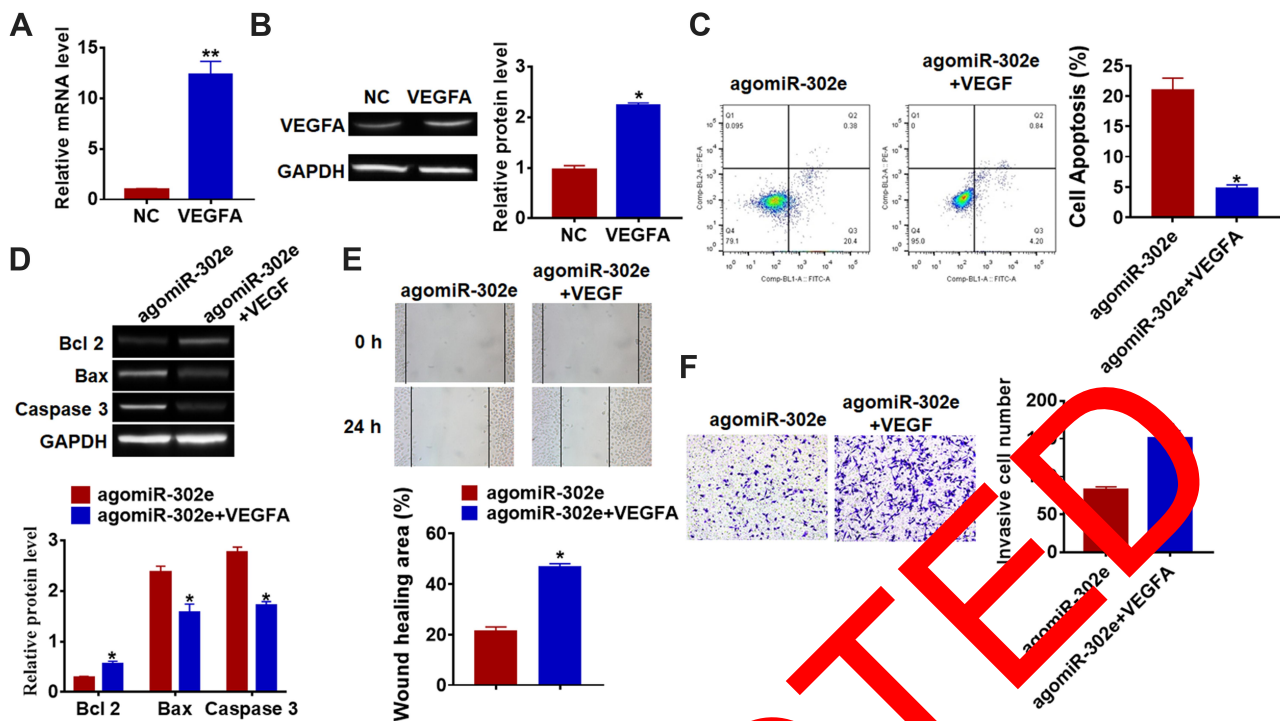 A
Relative mRNA level
15
10
5
0
**
NC VEGFA
B
NC VEGFA
VEGFA
GAPDH
Relative protein level
3
2
1
0
*
NC VEGFA
C
agomiR-302e
Q1
0.095
Q2
0.38
Q4
79.1
Q3
20.4
Comp-BL2-A :: PE-A
Comp-BL1-A :: FITC-A
agomiR-302e
+VEGF
Q1
0
Q2
0.84
Q4
95.0
Q3
4.20
Comp-BL2-A :: PE-A
Comp-BL1-A :: FITC-A
Cell Apoptosis (%)
25
20
15
10
5
0
*
agomiR-302e
agomiR-302e+VEGFA
D
agomiR-302e
agomiR-302e
+VEGF
Bcl 2
Bax
Caspase 3
GAPDH
agomiR-302e
agomiR-302e+VEGFA
Relative protein level
3
2
1
0
*
*
*
Bcl 2 Bax Caspase 3
E
agomiR-302e
agomiR-302e
+VEGF
0 h
24 h
agomiR-302e
agomiR-302e+VEGFA
Wound healing area (%)
60
40
20
0
*
F
agomiR-302e
agomiR-302e
+VEGF
Invasive cell number
200
50
0
agomiR-302e
agomiR-302e+VEGFA
TED